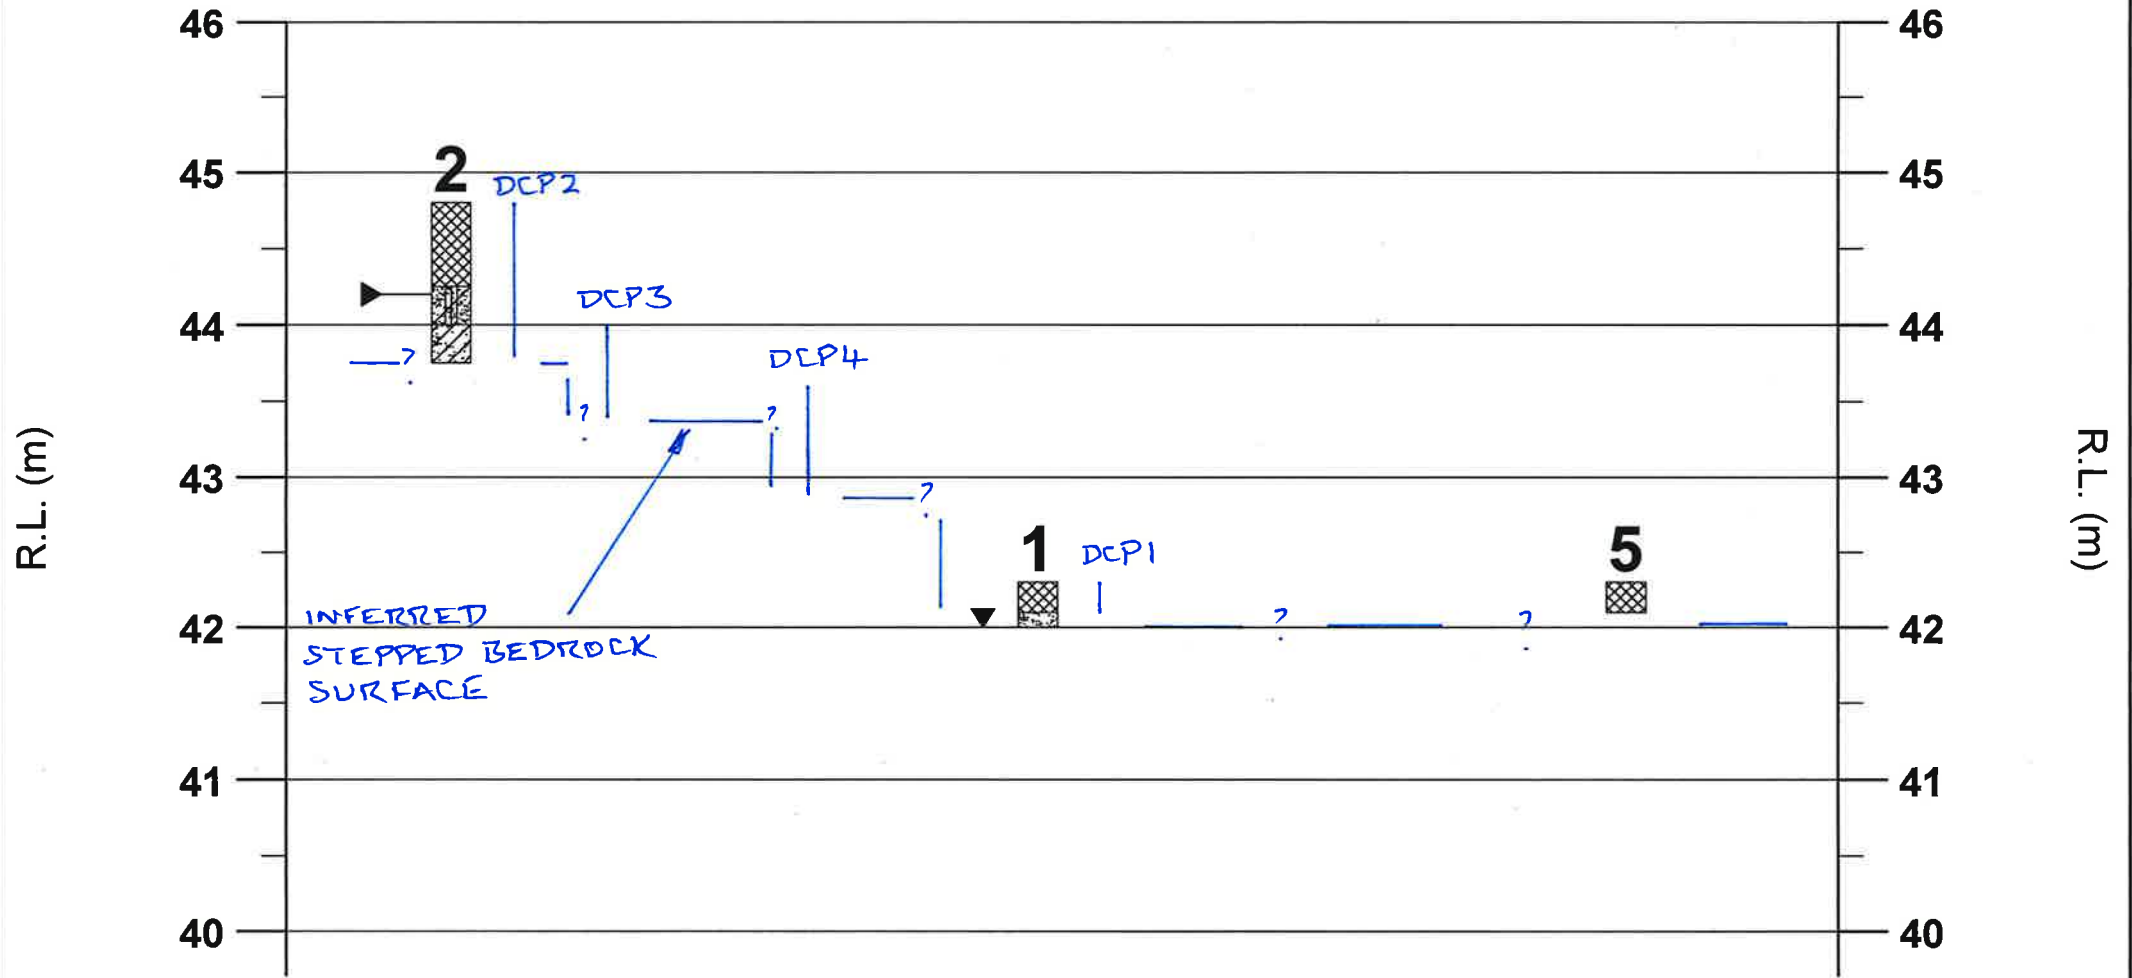 46 46
45 45
2
DCP2
DCP3
44 44
?
DCP4
?
?
43 43
?
1
DCP1
5
INFERRED
? ?
42 42
STEPPED BEDROCK
SURFACE
41 41
40 40
R.L. (m)
R.L. (m)